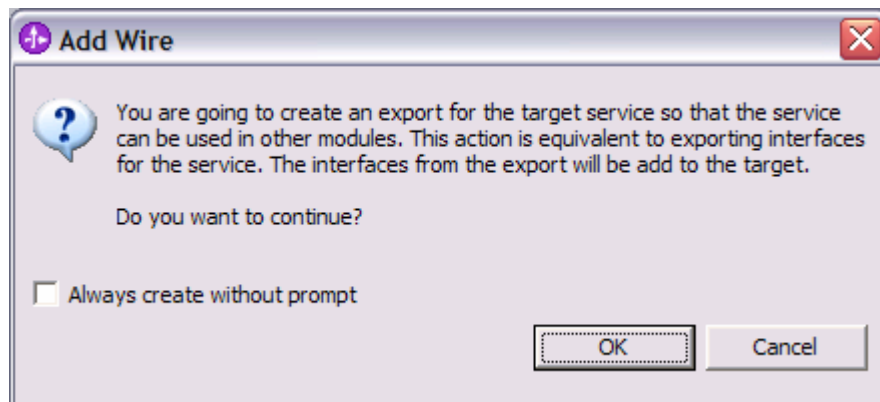 Add Wire
You are going to create an export for the target service so that the service
can be used in other modules. This action is equivalent to exporting interfaces
for the service. The interfaces from the export will be add to the target.
Do you want to continue?
Always create without prompt
OK Cancel